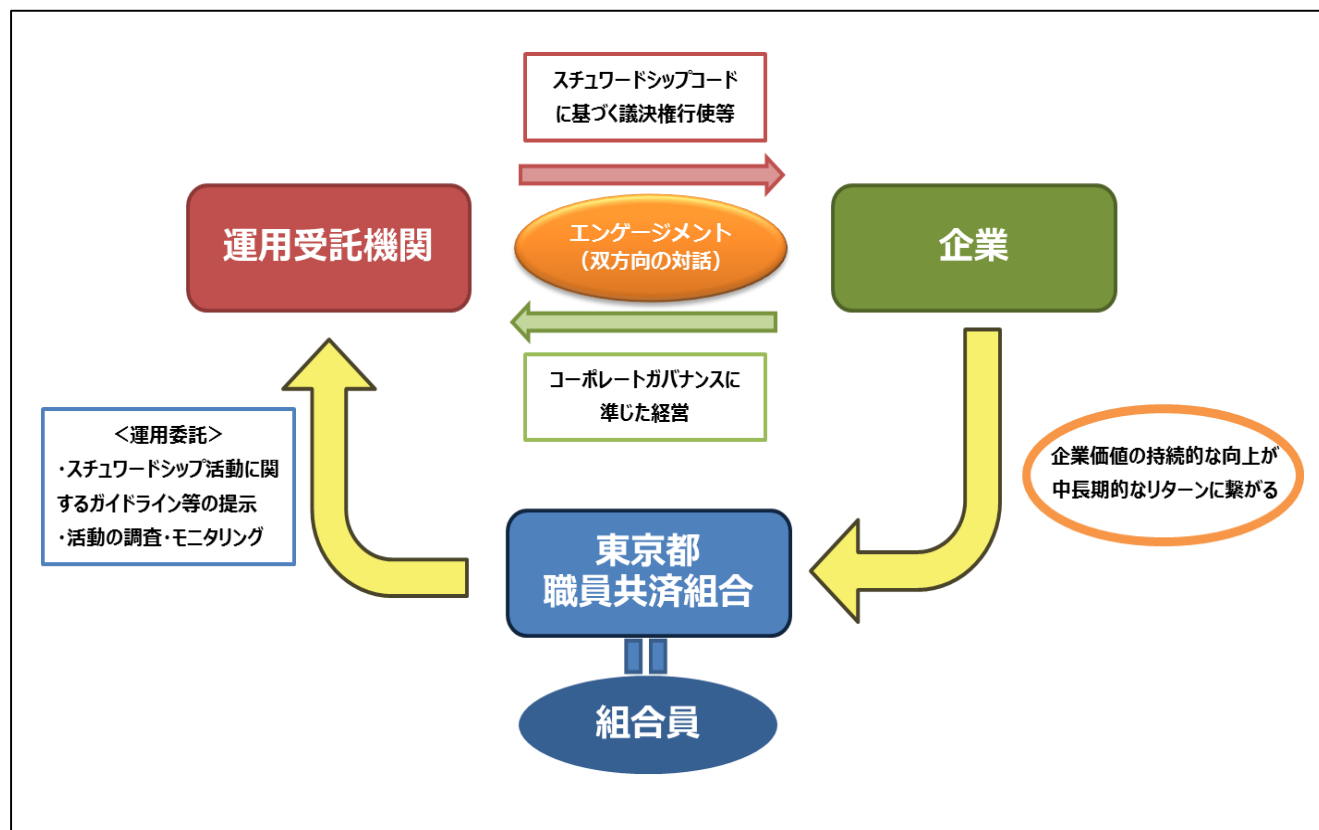 スチュワードシップコード
に基づく議決権行使等
運用受託機関
エンゲージメント
（双方向の対話）
企業
コーポレートガバナンスに
準じた経営
＜運用委託＞
・スチュワードシップ活動に関
するガイドライン等の提示
・活動の調査・モニタリング
企業価値の持続的な向上が
中長期的なリターンに繋がる
東京都
職員共済組合
組合員